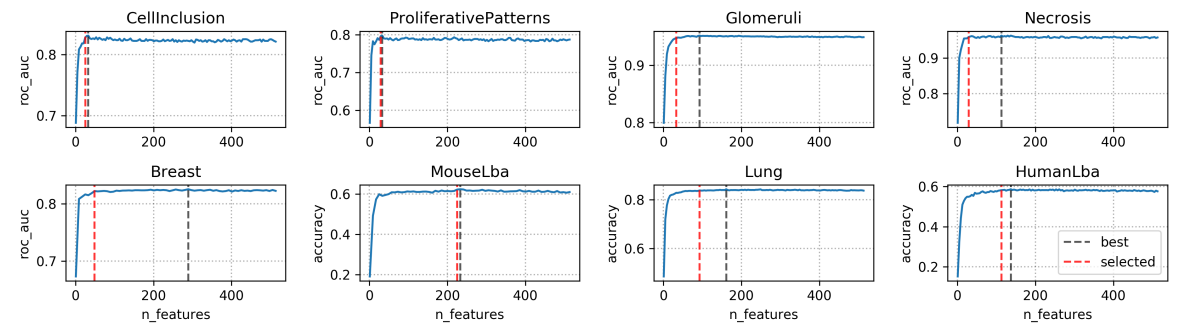 CellInclusion
roc_auc
0.8
0.7
0
200
400
ProliferativePatterns
roc_auc
0.8
0.7
0.6
0
200
400
Glomeruli
roc_auc
0.9
0.8
0
200
400
Necrosis
roc_auc
0.9
0.8
0
200
400
Breast
roc_auc
0.8
0.7
0
200
400
n_features
MouseLba
accuracy
0.6
0.4
0.2
0
200
400
n_features
Lung
accuracy
0.8
0.6
0
200
400
n_features
HumanLba
accuracy
0.6
0.4
0.2
0
200
400
n_features
best
selected